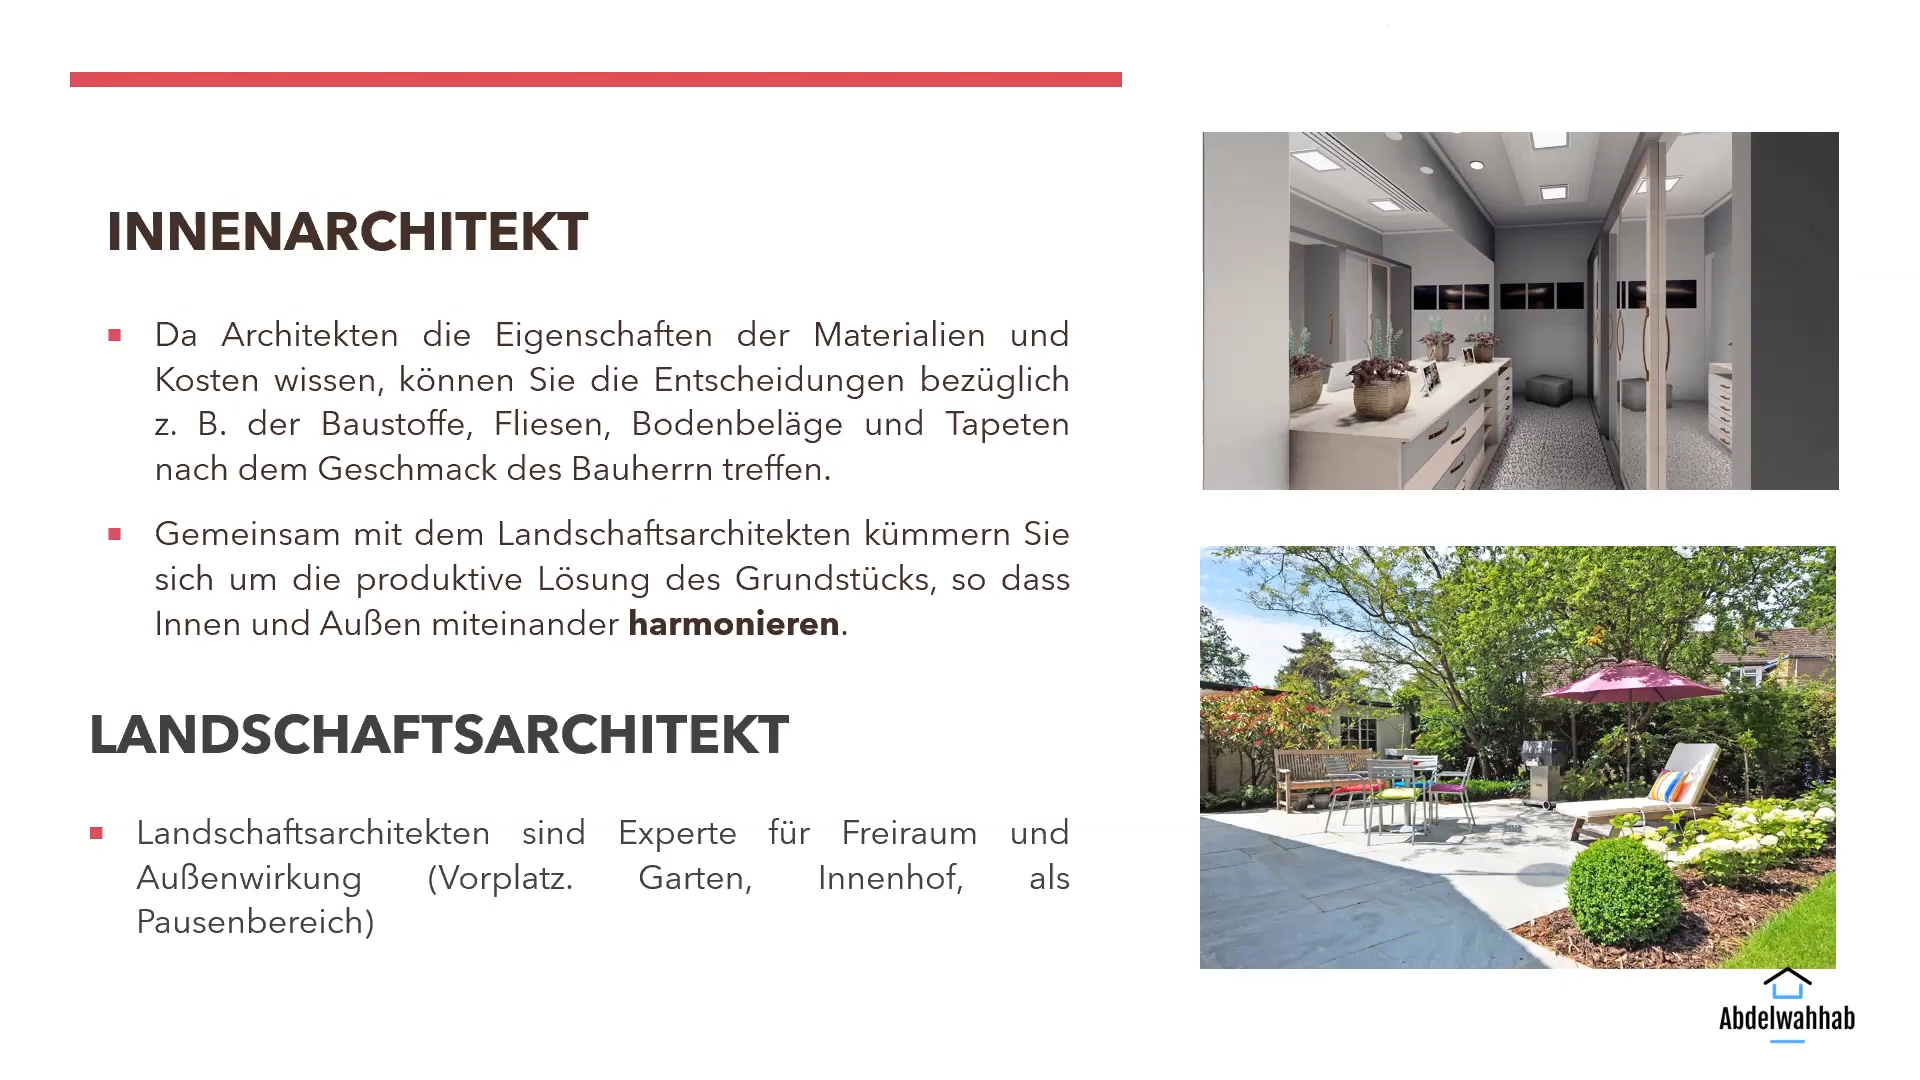 INNENARCHITEKT
Da Architekten die Eigenschaften der Materialien und
Kosten wissen, können Sie die Entscheidungen bezüglich
z. B. der Baustoffe, Fliesen, Bodenbeläge und Tapeten
nach dem Geschmack des Bauherrn treffen.
Gemeinsam mit dem Landschaftsarchitekten kümmern Sie
sich um die produktive Lösung des Grundstücks, so dass
Innen und Außen miteinander harmonieren.
LANDSCHAFTSARCHITEKT
Landschaftsarchitekten sind Experte für Freiraum und
Außenwirkung (Vorplatz. Garten, Innenhof, als
Pausenbereich)
Abdelwahhab